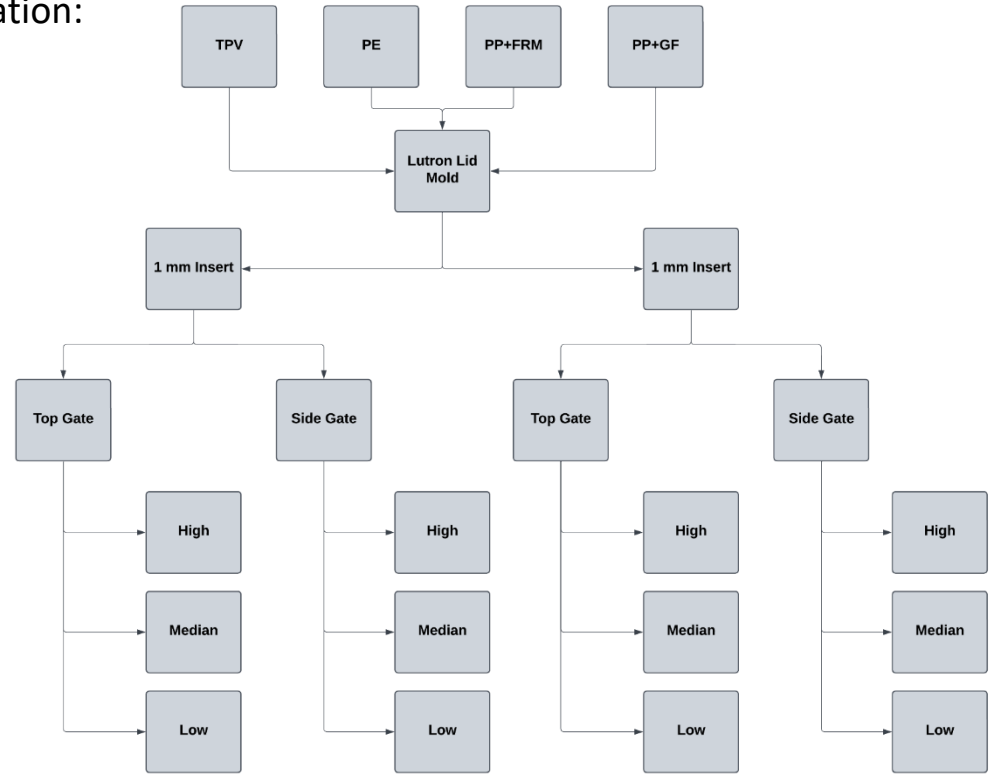 ation:
TPV
PE
PP+FRM
PP+GF
Lutron Lid
Mold
1 mm Insert
1 mm Insert
Top Gate
Side Gate
Top Gate
Side Gate
High
High
High
High
Median
Median
Median
Median
Low
Low
Low
Low